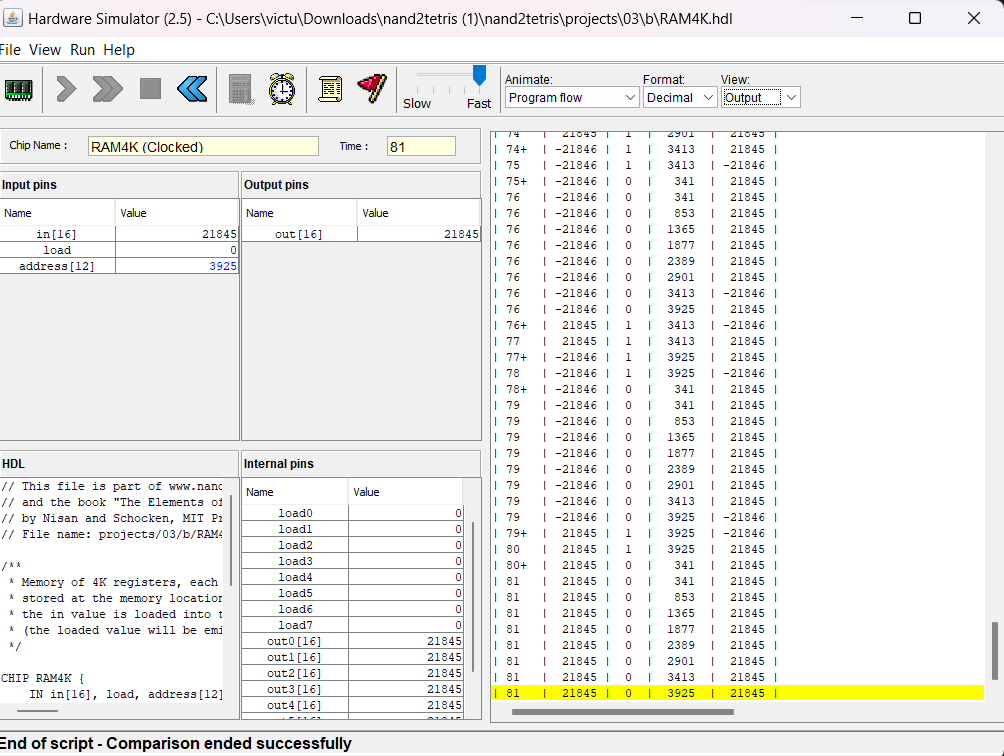 Hardware Simulator (2.5) - C:\Users\victu\Downloads\nand2tetris (1)\nand2tetris\projects\03\b\RAM4K.hdl
File View Run Help
Slow Fast
Animate: Format: View:
Program flow Decimal Output
Chip Name : RAM4K (Clocked) Time : 81
Input pins
Name Value
in[16] 21845
load 0
address[12] 3925
Output pins
Name Value
out[16] 21845
HDL
// This file is part of www.nand
// and the book "The Elements of
// by Nisan and Schocken, MIT Pr
// File name: projects/03/b/RAM4
/**
* Memory of 4K registers, each
* stored at the memory location
* the in value is loaded into t
* (the loaded value will be emi
*/
CHIP RAM4K {
IN in[16], load, address[12]
Internal pins
Name Value
load0 0
load1 0
load2 0
load3 0
load4 0
load5 0
load6 0
load7 0
out0[16] 21845
out1[16] 21845
out2[16] 21845
out3[16] 21845
out4[16] 21845
| 74 | 21845 | 1 | 2901 | 21845 |
| 74+ | -21846 | 1 | 3413 | 21845 |
| 75 | -21846 | 1 | 3413 | -21846 |
| 75+ | -21846 | 0 | 341 | 21845 |
| 76 | -21846 | 0 | 341 | 21845 |
| 76 | -21846 | 0 | 853 | 21845 |
| 76 | -21846 | 0 | 1365 | 21845 |
| 76 | -21846 | 0 | 1877 | 21845 |
| 76 | -21846 | 0 | 2389 | 21845 |
| 76 | -21846 | 0 | 2901 | 21845 |
| 76 | -21846 | 0 | 3413 | -21846 |
| 76 | -21846 | 0 | 3925 | 21845 |
| 76+ | 21845 | 1 | 3413 | -21846 |
| 77 | 21845 | 1 | 3413 | 21845 |
| 77+ | -21846 | 1 | 3925 | 21845 |
| 78 | -21846 | 1 | 3925 | -21846 |
| 78+ | -21846 | 0 | 341 | 21845 |
| 79 | -21846 | 0 | 341 | 21845 |
| 79 | -21846 | 0 | 853 | 21845 |
| 79 | -21846 | 0 | 1365 | 21845 |
| 79 | -21846 | 0 | 1877 | 21845 |
| 79 | -21846 | 0 | 2389 | 21845 |
| 79 | -21846 | 0 | 2901 | 21845 |
| 79 | -21846 | 0 | 3413 | 21845 |
| 79 | -21846 | 0 | 3925 | -21846 |
| 79+ | 21845 | 1 | 3925 | -21846 |
| 80 | 21845 | 1 | 3925 | 21845 |
| 80+ | 21845 | 0 | 341 | 21845 |
| 81 | 21845 | 0 | 341 | 21845 |
| 81 | 21845 | 0 | 853 | 21845 |
| 81 | 21845 | 0 | 1365 | 21845 |
| 81 | 21845 | 0 | 1877 | 21845 |
| 81 | 21845 | 0 | 2389 | 21845 |
| 81 | 21845 | 0 | 2901 | 21845 |
| 81 | 21845 | 0 | 3413 | 21845 |
| 81 | 21845 | 0 | 3925 | 21845 |
End of script - Comparison ended successfully